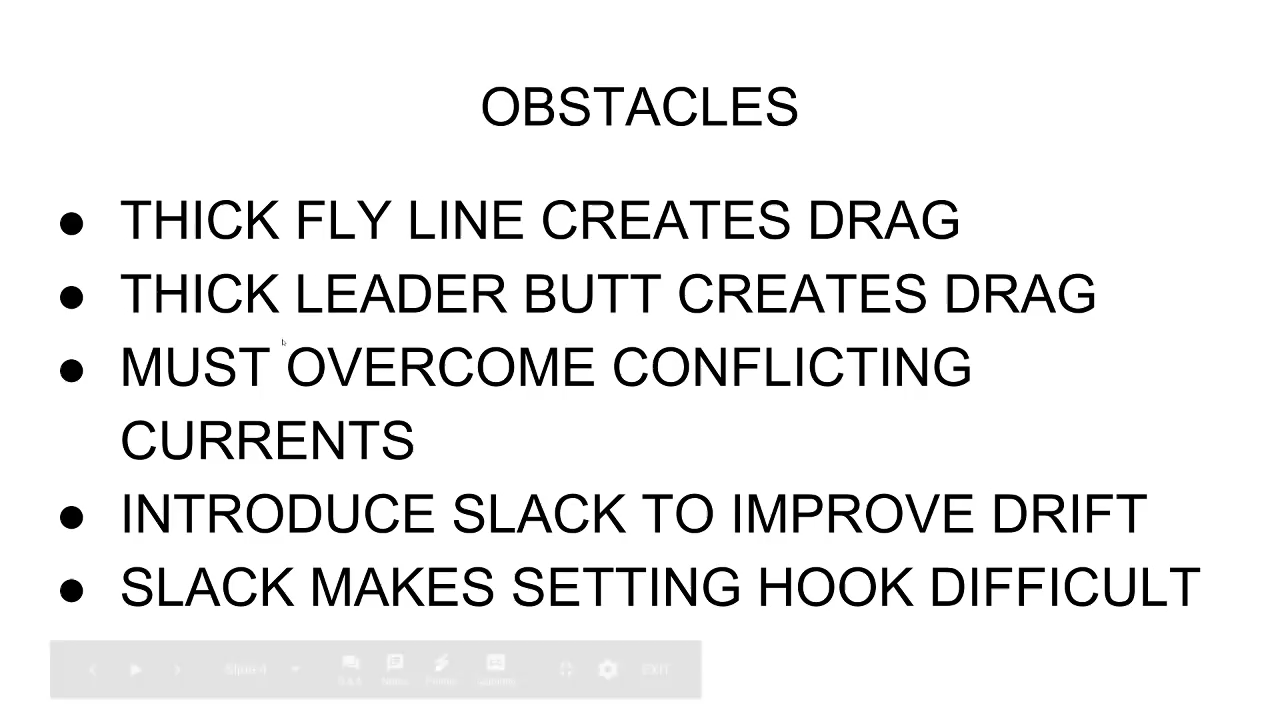 OBSTACLES
● THICK FLY LINE CREATES DRAG
● THICK LEADER BUTT CREATES DRAG
● MUST OVERCOME CONFLICTING
CURRENTS
● INTRODUCE SLACK TO IMPROVE DRIFT
● SLACK MAKES SETTING HOOK DIFFICULT
EXIT